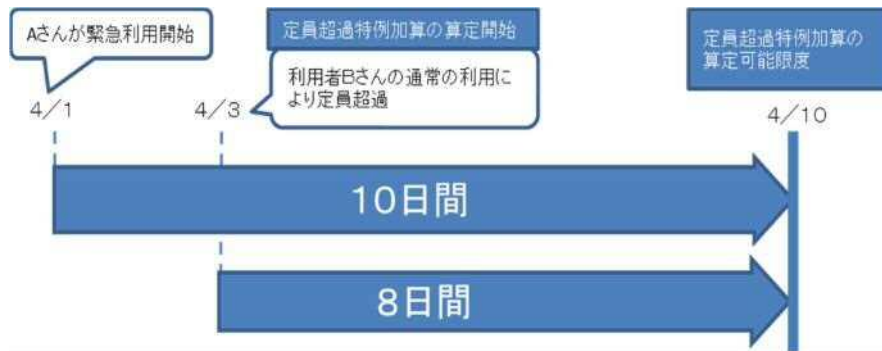 Aさんが緊急利用開始
定員超過特例加算の算定開始
利用者Bさんの通常の利用に
より定員超過
定員超過特例加算の
算定可能限度
4／1
4／3
4／10
10日間
8日間